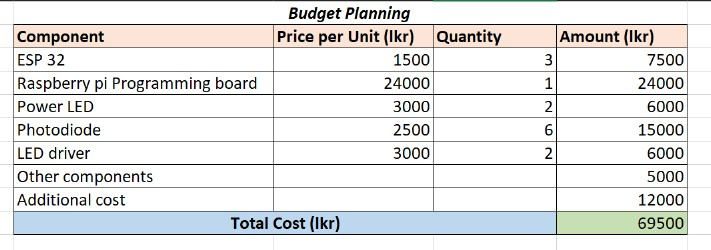 Budget Planning
Component Price per Unit (lkr) Quantity Amount (lkr)
ESP 32 1500 3 7500
Raspberry pi Programming board 24000 1 24000
Power LED 3000 2 6000
Photodiode 2500 6 15000
LED driver 3000 2 6000
Other components 5000
Additional cost 12000
Total Cost (lkr) 69500